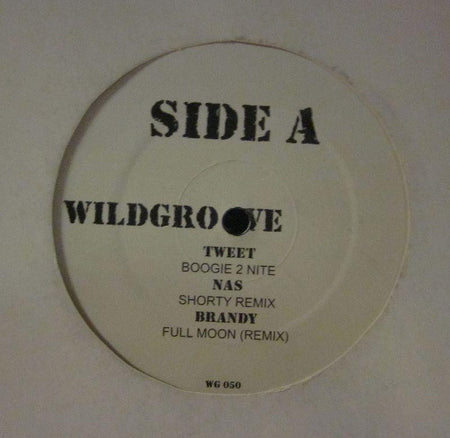 SIDE A
WILDGROOVE
TWEET
BOOGIE 2 NITE
NAS
SHORTY REMIX
BRANDY
FULL MOON (REMIX)
WG 050